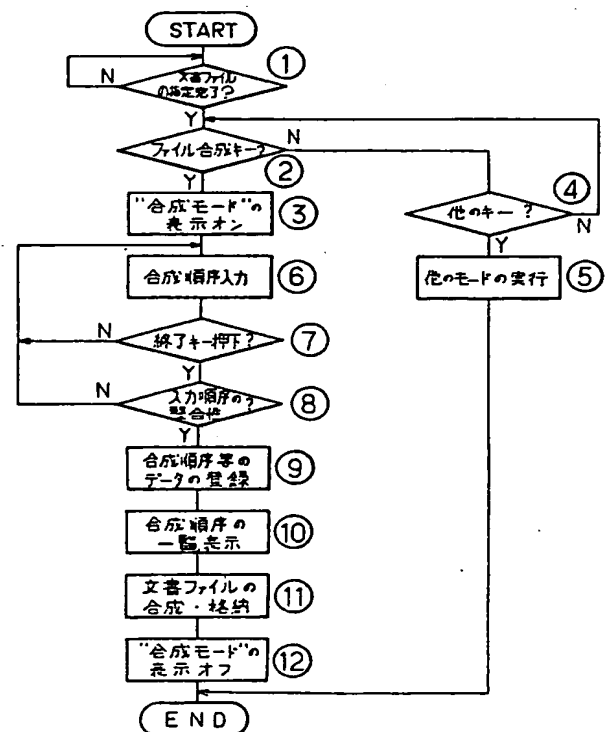 START
①
文書ファイル
の指定完了?
N
Y
ファイル合成キー?
②
N
Y
"合成モード"の
表示オン
③
他のキー?
④
N
Y
他のモードの実行
⑤
合成順序入力
⑥
終了キー押下?
⑦
N
Y
入力順序の?
整合性
⑧
N
Y
合成順序等の
データの登録
⑨
合成順序の
一覧表示
⑩
文書ファイルの
合成・格納
⑪
"合成モード"の
表示オフ
⑫
END